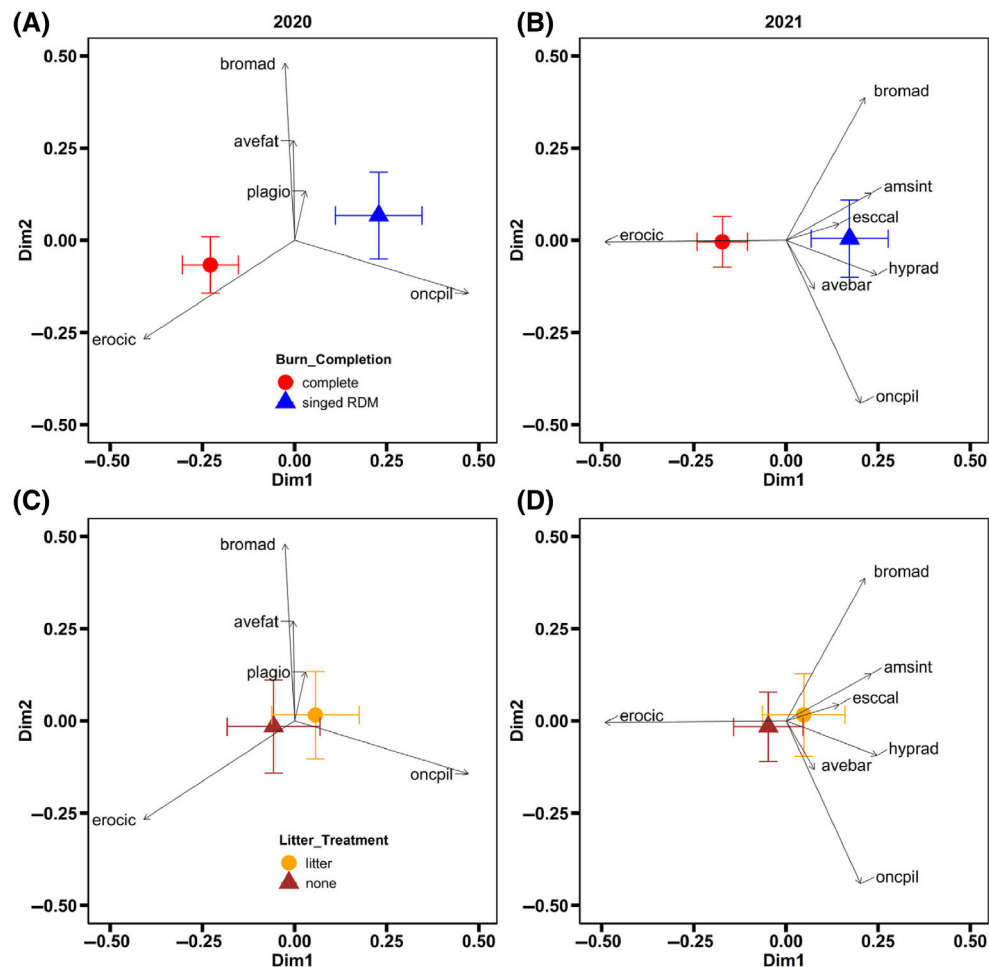 (A) 2020
0.50
0.25
0.00
−0.25
−0.50
Dim2
bromad
avefat
plagio
oncpil
erocic
Burn_Completion
complete
singed RDM
−0.50 −0.25 0.00 0.25 0.50
Dim1
(B) 2021
0.50
0.25
0.00
−0.25
−0.50
Dim2
bromad
amsint
esccal
erocic
hyprad
avebar
oncpil
−0.50 −0.25 0.00 0.25 0.50
Dim1
(C)
0.50
0.25
0.00
−0.25
−0.50
Dim2
bromad
avefat
plagio
oncpil
erocic
Litter_Treatment
litter
none
−0.50 −0.25 0.00 0.25 0.50
Dim1
(D)
0.50
0.25
0.00
−0.25
−0.50
Dim2
bromad
amsint
esccal
erocic
hyprad
avebar
oncpil
−0.50 −0.25 0.00 0.25 0.50
Dim1